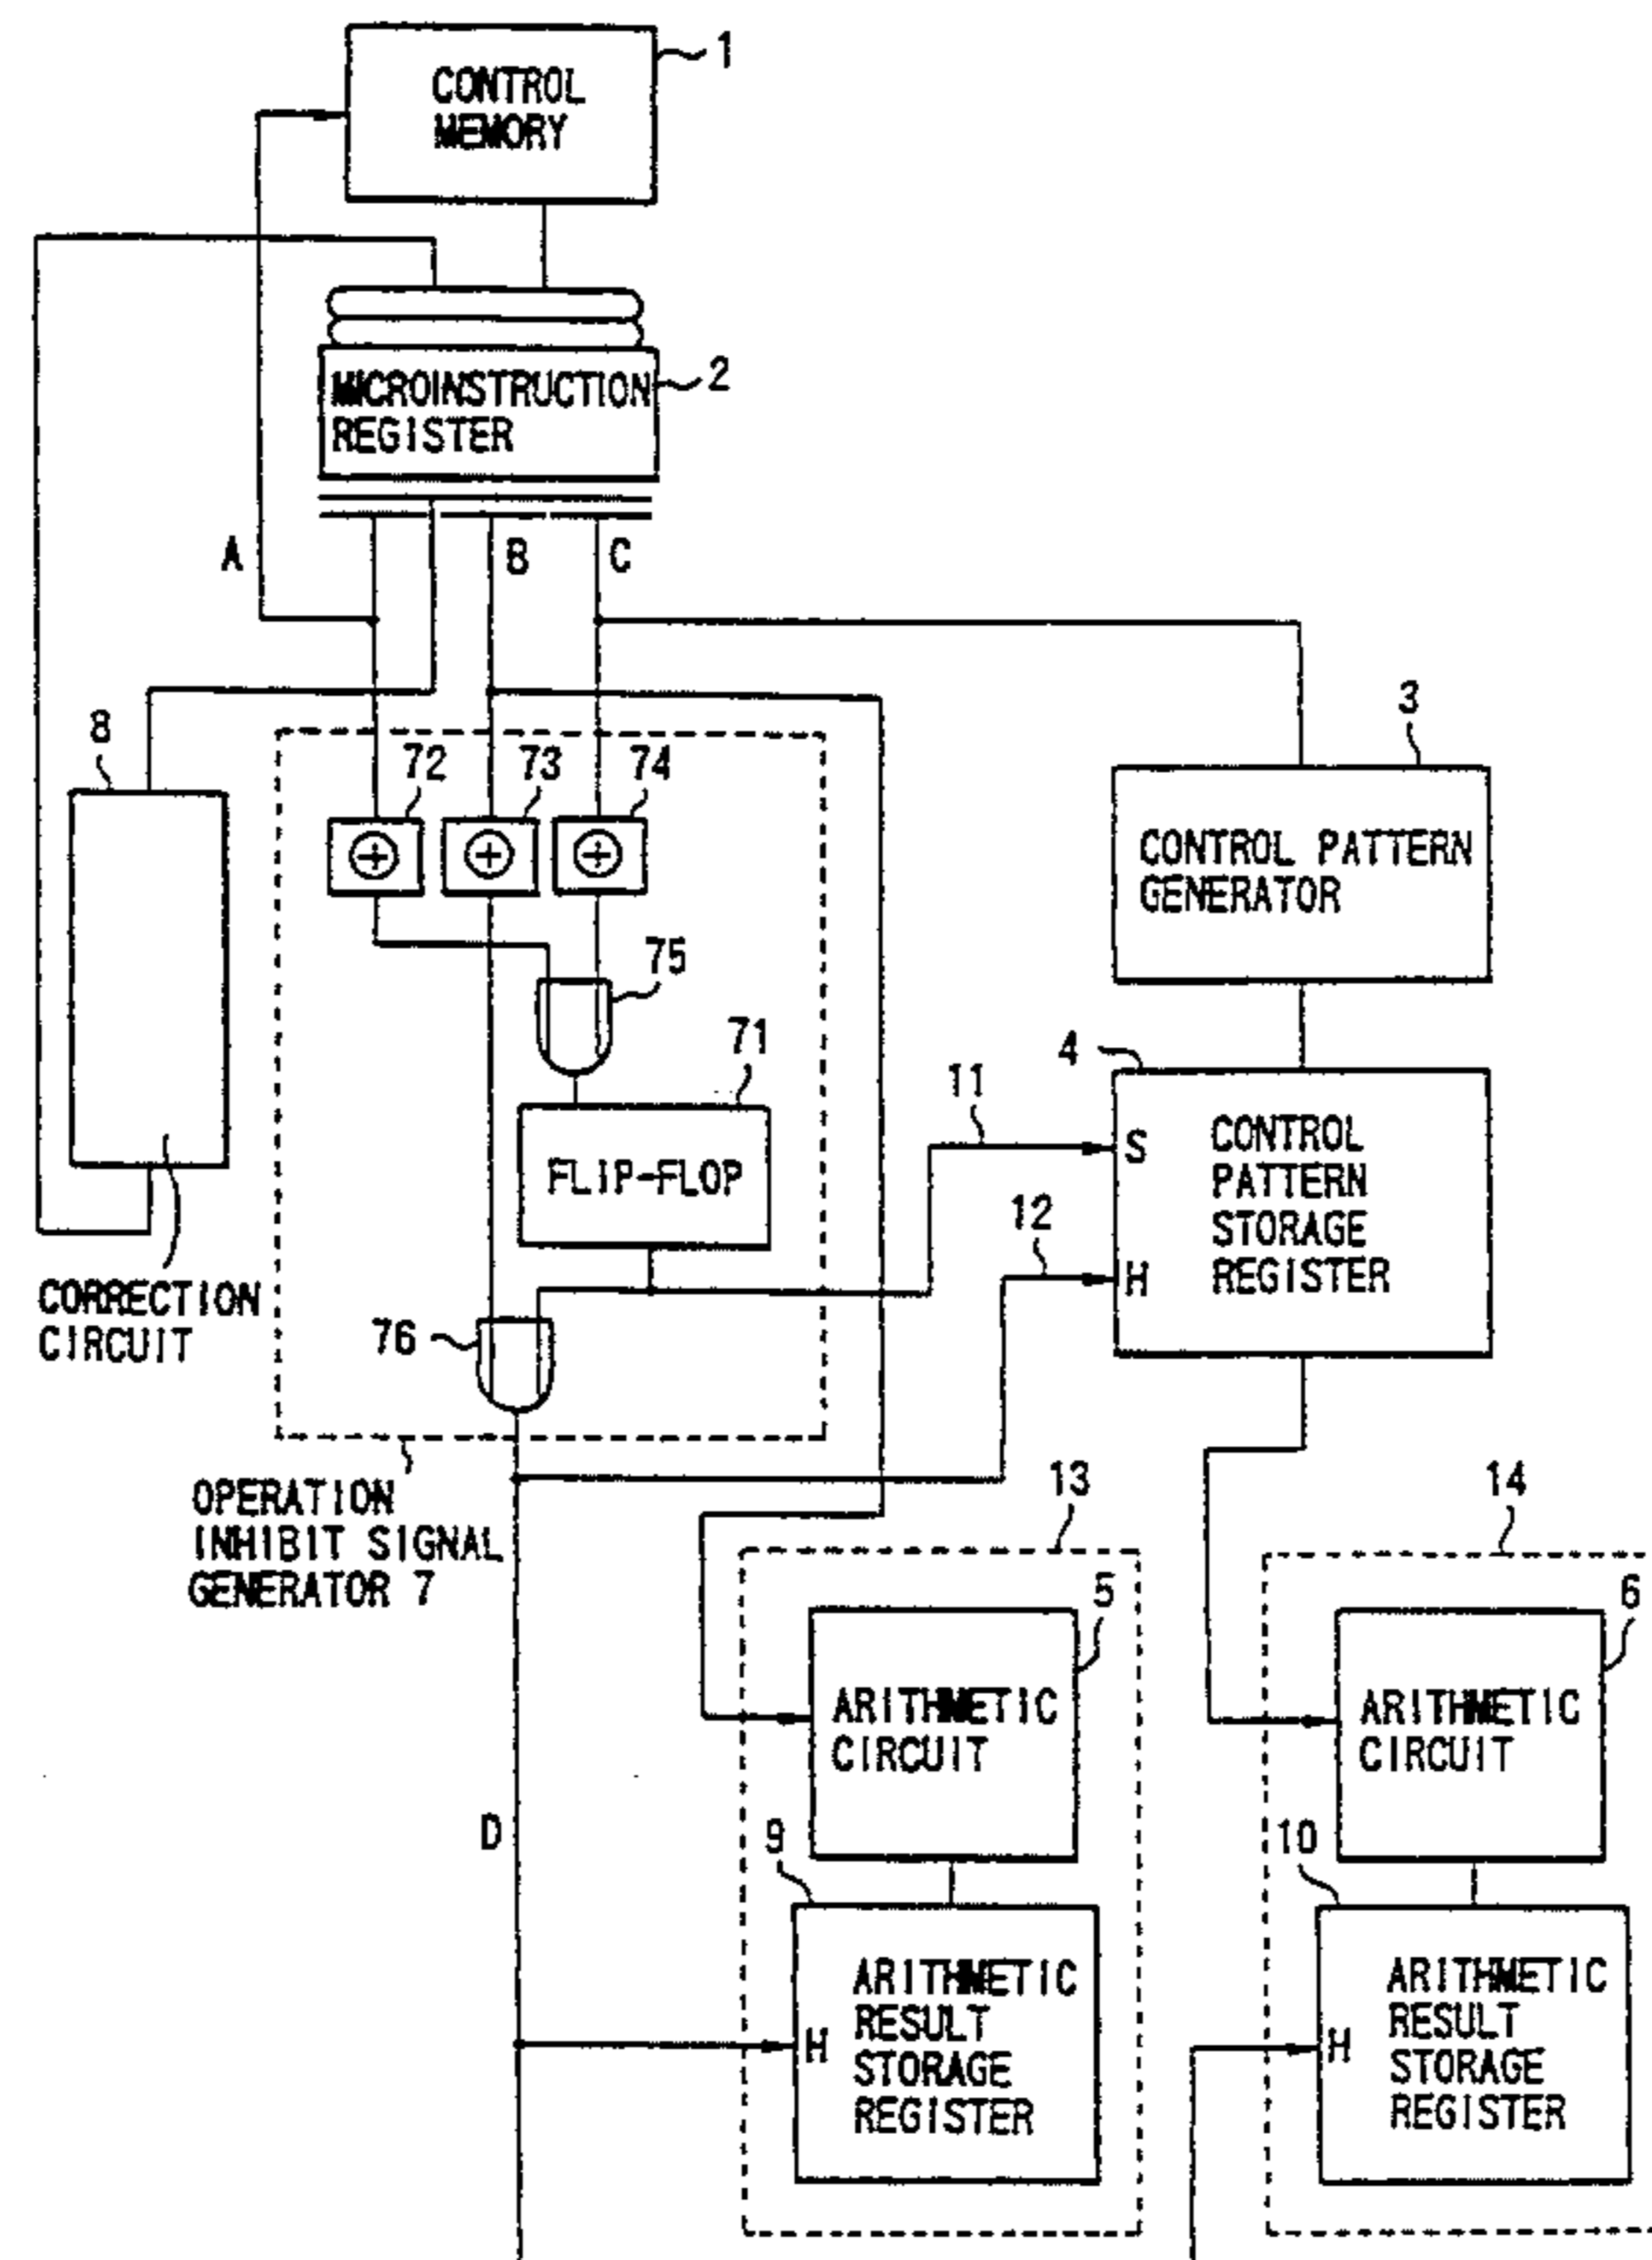 1
CONTROL
MEMORY
MICROINSTRUCTION
REGISTER
2
A
B
C
3
8
72
73
74
CONTROL PATTERN
GENERATOR
75
71
4
11
FLIP-FLOP
S
CONTROL
PATTERN
STORAGE
REGISTER
12
H
CORRECTION
CIRCUIT
76
OPERATION
INHIBIT SIGNAL
GENERATOR 7
13
14
5
6
ARITHMETIC
CIRCUIT
ARITHMETIC
CIRCUIT
D
9
10
H
ARITHMETIC
RESULT
STORAGE
REGISTER
H
ARITHMETIC
RESULT
STORAGE
REGISTER